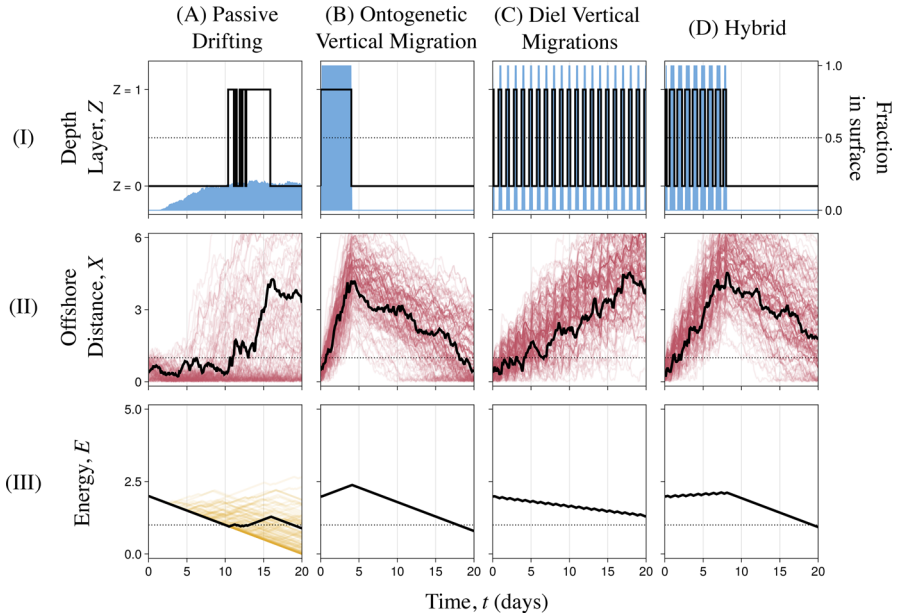 (A) Passive
Drifting
(B) Ontogenetic
Vertical Migration
(C) Diel Vertical
Migrations
(D) Hybrid
(I)
Depth
Layer, Z
Z = 1
Z = 0
1.0
0.5
0.0
Fraction
in surface
(II)
Offshore
Distance, X
6
3
0
(III)
Energy, E
5.0
2.5
0.0
0 5 10 15 20
0 5 10 15 20
0 5 10 15 20
0 5 10 15 20
Time, t (days)